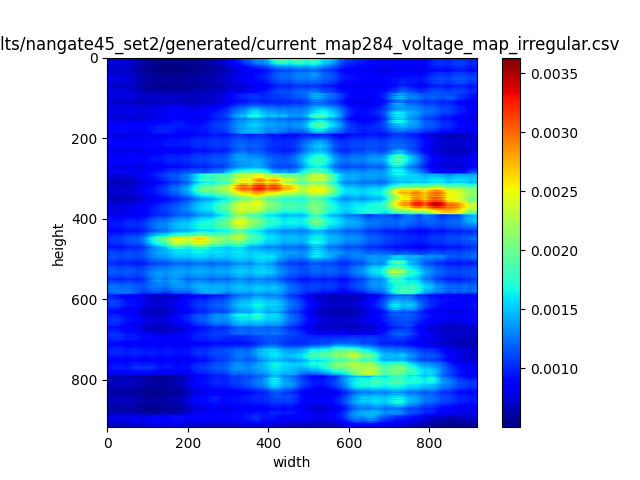 lts/nangate45_set2/generated/current_map284_voltage_map_irregular.csv
0
200
400
600
800
height
0 200 400 600 800
width
0.0035
0.0030
0.0025
0.0020
0.0015
0.0010